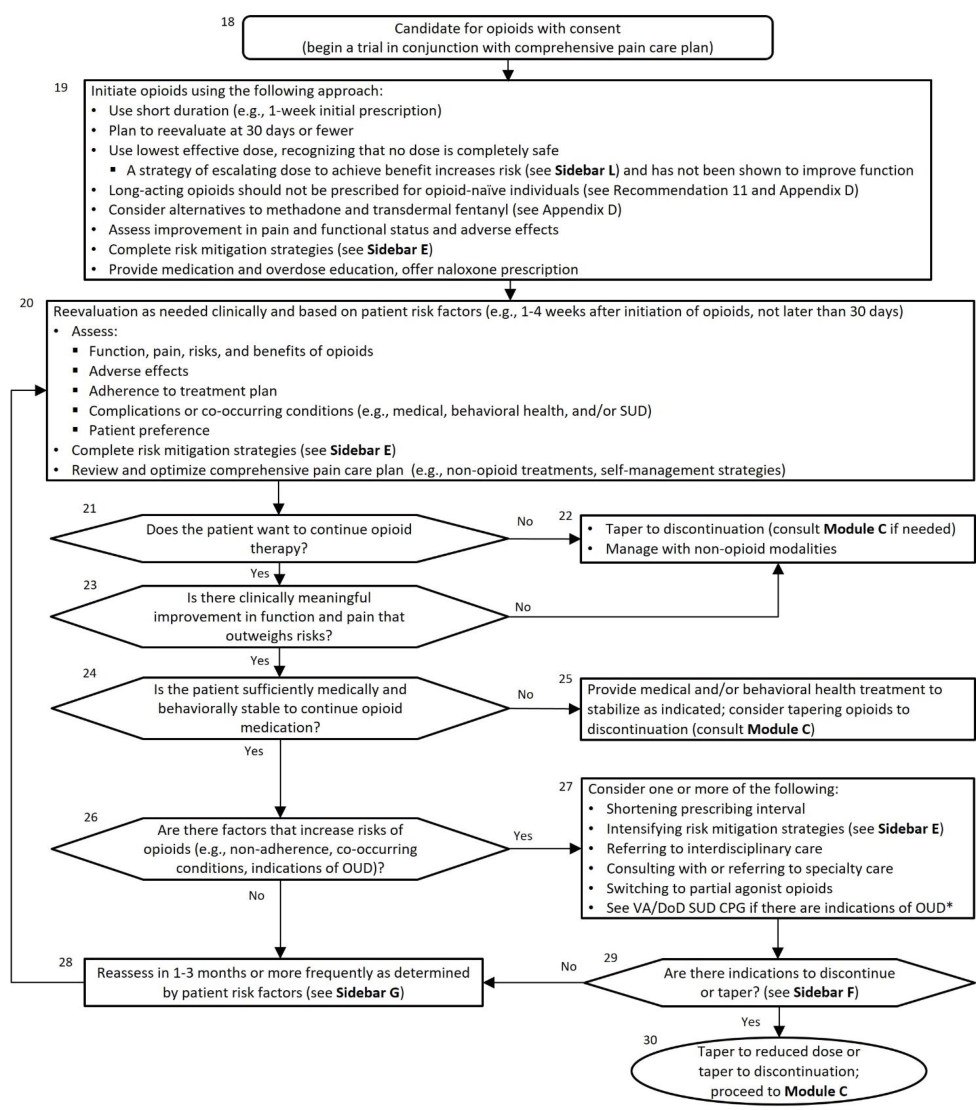 18
Candidate for opioids with consent
(begin a trial in conjunction with comprehensive pain care plan)
19
Initiate opioids using the following approach:
• Use short duration (e.g., 1-week initial prescription)
• Plan to reevaluate at 30 days or fewer
• Use lowest effective dose, recognizing that no dose is completely safe
▪ A strategy of escalating dose to achieve benefit increases risk (see Sidebar L) and has not been shown to improve function
• Long-acting opioids should not be prescribed for opioid-naïve individuals (see Recommendation 11 and Appendix D)
• Consider alternatives to methadone and transdermal fentanyl (see Appendix D)
• Assess improvement in pain and functional status and adverse effects
• Complete risk mitigation strategies (see Sidebar E)
• Provide medication and overdose education, offer naloxone prescription
20
Reevaluation as needed clinically and based on patient risk factors (e.g., 1-4 weeks after initiation of opioids, not later than 30 days)
• Assess:
▪ Function, pain, risks, and benefits of opioids
▪ Adverse effects
▪ Adherence to treatment plan
▪ Complications or co-occurring conditions (e.g., medical, behavioral health, and/or SUD)
▪ Patient preference
• Complete risk mitigation strategies (see Sidebar E)
• Review and optimize comprehensive pain care plan (e.g., non-opioid treatments, self-management strategies)
21
Does the patient want to continue opioid
therapy?
No
22
• Taper to discontinuation (consult Module C if needed)
• Manage with non-opioid modalities
Yes
23
Is there clinically meaningful
improvement in function and pain that
outweighs risks?
No
Yes
24
Is the patient sufficiently medically and
behaviorally stable to continue opioid
medication?
No
25
Provide medical and/or behavioral health treatment to
stabilize as indicated; consider tapering opioids to
discontinuation (consult Module C)
Yes
26
Are there factors that increase risks of
opioids (e.g., non-adherence, co-occurring
conditions, indications of OUD)?
Yes
27
Consider one or more of the following:
• Shortening prescribing interval
• Intensifying risk mitigation strategies (see Sidebar E)
• Referring to interdisciplinary care
• Consulting with or referring to specialty care
• Switching to partial agonist opioids
• See VA/DoD SUD CPG if there are indications of OUD*
No
28
Reassess in 1-3 months or more frequently as determined
by patient risk factors (see Sidebar G)
No
29
Are there indications to discontinue
or taper? (see Sidebar F)
Yes
30
Taper to reduced dose or
taper to discontinuation;
proceed to Module C